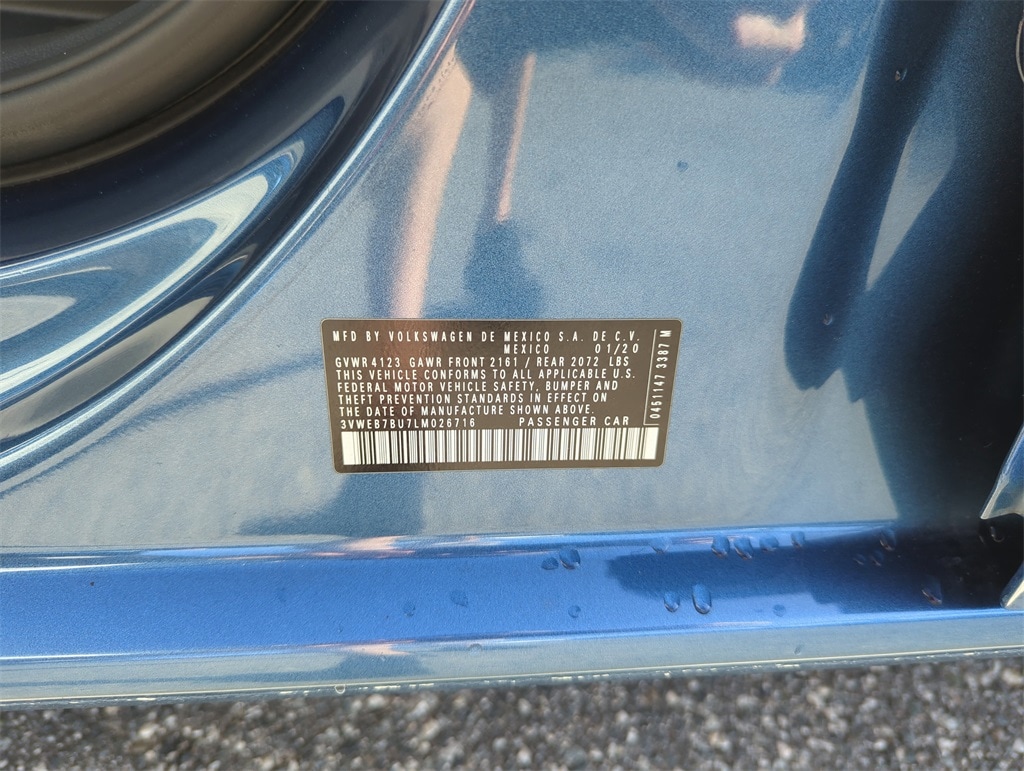 MFD BY VOLKSWAGEN DE MEXICO S.A. DE C.V.
MEXICO 01/20
GVWR 4123 GAWR FRONT 2161 / REAR 2072 LBS
THIS VEHICLE CONFORMS TO ALL APPLICABLE U.S.
FEDERAL MOTOR VEHICLE SAFETY, BUMPER AND
THEFT PREVENTION STANDARDS IN EFFECT ON
THE DATE OF MANUFACTURE SHOWN ABOVE.
3VWEB7BU7LM026716 PASSENGER CAR
0451147 3387 M